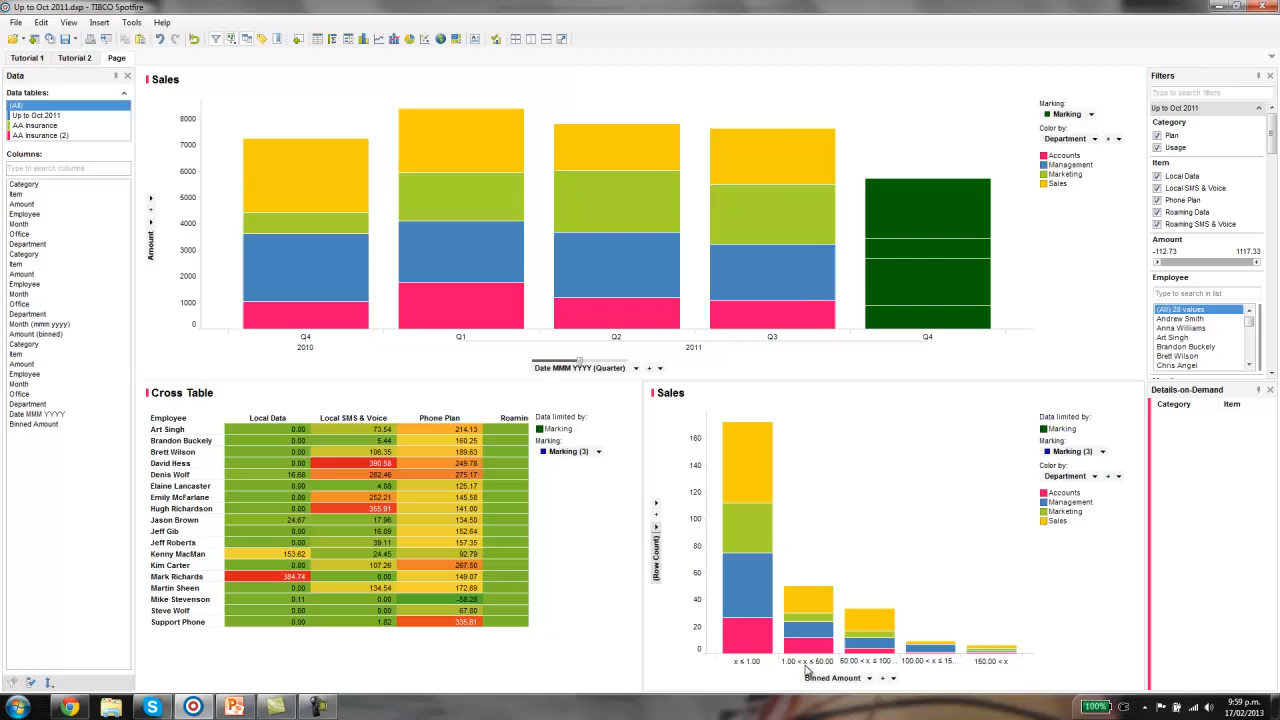 Up to Oct 2011.dxp - TIBCO Spotfire
File Edit View Insert Tools Help
Tutorial 1 Tutorial 2 Page
Data
Data tables:
(All)
Up to Oct 2011
AA Insurance
AA Insurance (2)
Columns:
Type to search columns
Category
Item
Amount
Employee
Month
Office
Department
Category
Item
Amount
Employee
Month
Office
Department
Month (mmm yyyy)
Amount (binned)
Category
Item
Amount
Employee
Month
Office
Department
Date MMM YYYY
Binned Amount
Sales
8000
7000
6000
5000
4000
3000
2000
1000
0
Amount
Q4 Q1 Q2 Q3 Q4
2010 2011
Date MMM YYYY (Quarter) +
Marking:
Marking
Color by:
Department +
Accounts
Management
Marketing
Sales
Cross Table
Employee Local Data Local SMS & Voice Phone Plan Roamin
Art Singh 0.00 73.54 214.13
Brandon Buckely 0.00 5.44 160.25
Brett Wilson 0.00 106.35 189.63
David Hess 0.00 390.58 249.78
Denis Wolf 16.68 282.46 275.17
Elaine Lancaster 0.00 4.08 125.17
Emily McFarlane 0.00 252.21 145.58
Hugh Richardson 0.00 355.91 141.00
Jason Brown 24.67 17.96 134.50
Jeff Gib 0.00 15.09 152.64
Jeff Roberts 0.00 39.11 157.35
Kenny MacMan 153.62 24.45 92.79
Kim Carter 0.00 107.26 267.50
Mark Richards 384.74 0.00 149.07
Martin Sheen 0.00 134.54 172.69
Mike Stevenson 0.11 0.00 -58.28
Steve Wolf 0.00 0.00 67.80
Support Phone 0.00 1.82 335.81
Data limited by:
Marking
Marking:
Marking (3)
Sales
160
140
120
100
80
60
40
20
0
(Row Count)
x ≤ 1.00 1.00 < x ≤ 50.00 50.00 < x ≤ 100... 100.00 < x ≤ 15... 150.00 < x
Binned Amount +
Data limited by:
Marking
Marking:
Marking (3)
Color by:
Department +
Accounts
Management
Marketing
Sales
Filters
Type to search filters
Up to Oct 2011
Category
Plan
Usage
Item
Local Data
Local SMS & Voice
Phone Plan
Roaming Data
Roaming SMS & Voice
Amount
-112.73 1117.33
Employee
Type to search in list
(All) 28 values
Andrew Smith
Anna Williams
Art Singh
Brandon Buckely
Brett Wilson
Chris Angel
Details-on-Demand
Category Item
100%
9:59 p.m.
17/02/2013